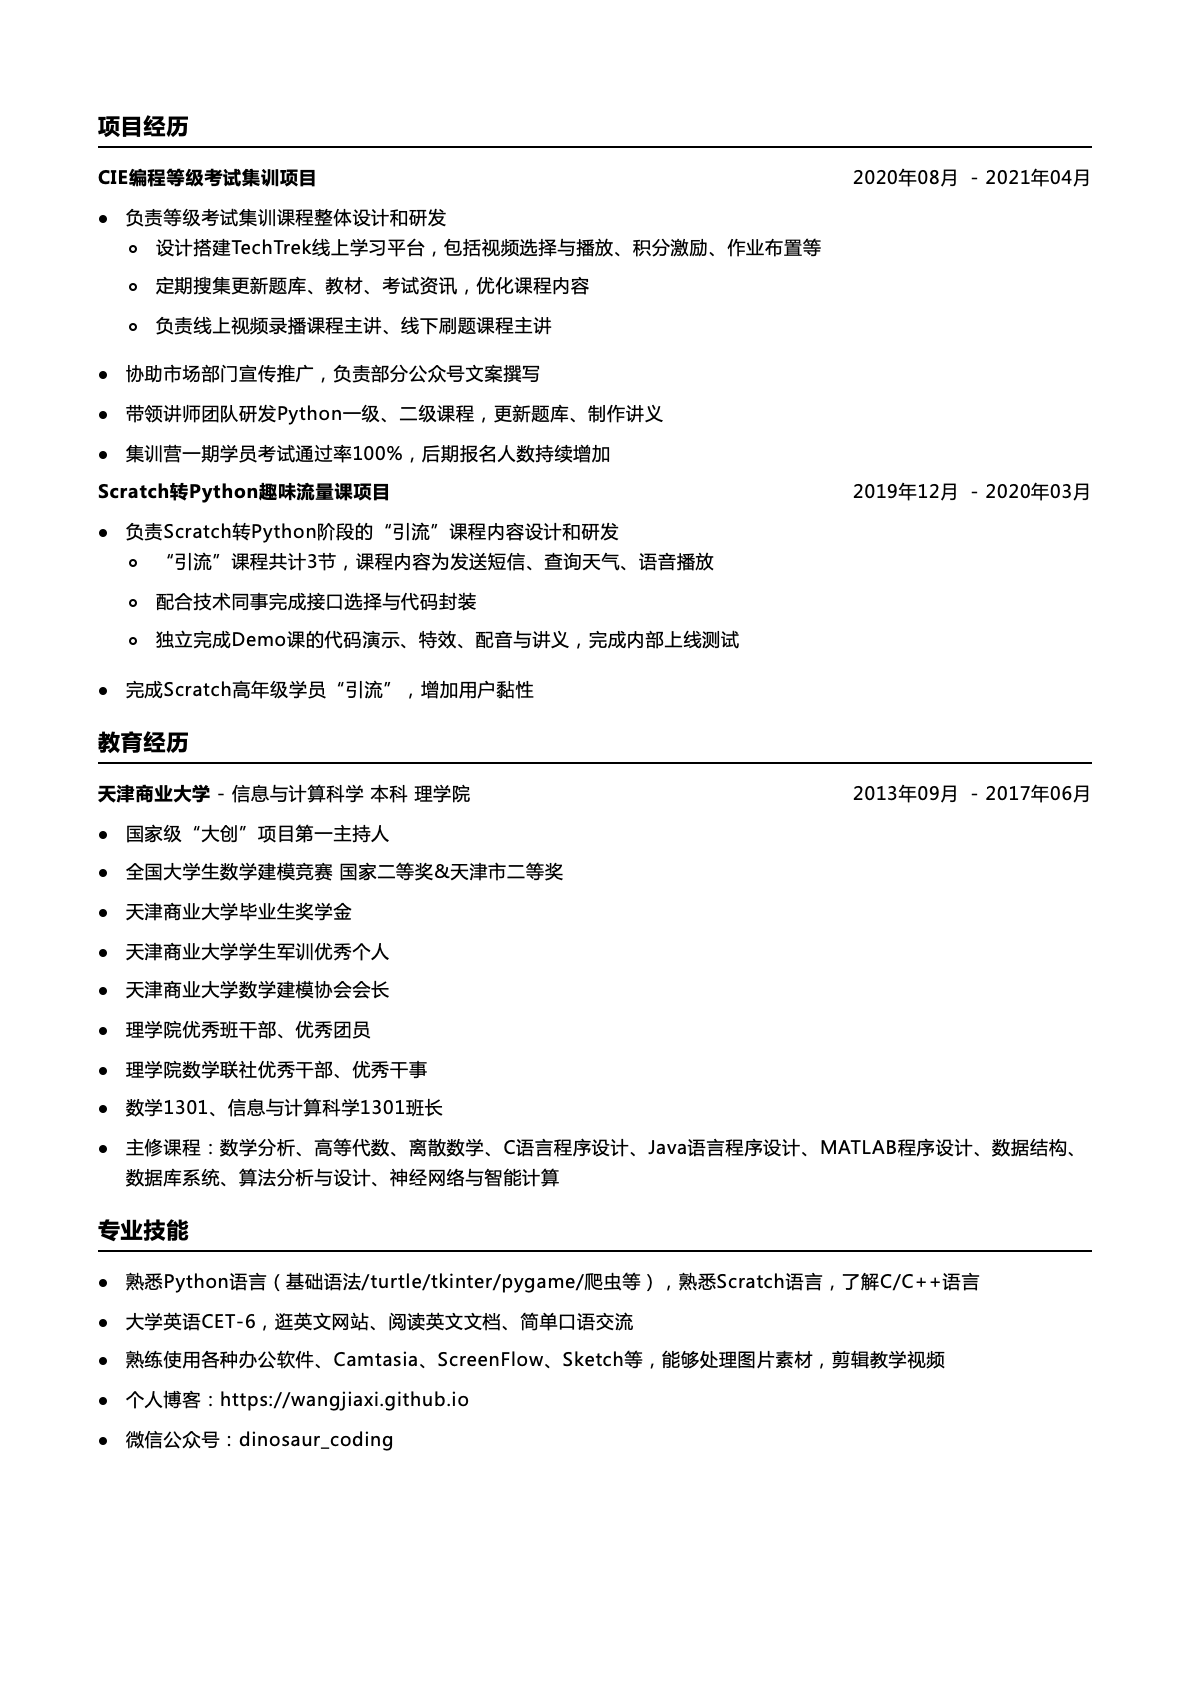 项目经历
CIE编程等级考试集训项目 2020年08月 - 2021年04月
● 负责等级考试集训课程整体设计和研发
○ 设计搭建TechTrek线上学习平台，包括视频选择与播放、积分激励、作业布置等
○ 定期搜集更新题库、教材、考试资讯，优化课程内容
○ 负责线上视频录播课程主讲、线下刷题课程主讲
● 协助市场部门宣传推广，负责部分公众号文案撰写
● 带领讲师团队研发Python一级、二级课程，更新题库、制作讲义
● 集训营一期学员考试通过率100%，后期报名人数持续增加
Scratch转Python趣味流量课项目 2019年12月 - 2020年03月
● 负责Scratch转Python阶段的“引流”课程内容设计和研发
○ “引流”课程共计3节，课程内容为发送短信、查询天气、语音播放
○ 配合技术同事完成接口选择与代码封装
○ 独立完成Demo课的代码演示、特效、配音与讲义，完成内部上线测试
● 完成Scratch高年级学员“引流”，增加用户黏性
教育经历
天津商业大学 - 信息与计算科学 本科 理学院 2013年09月 - 2017年06月
● 国家级“大创”项目第一主持人
● 全国大学生数学建模竞赛 国家二等奖&天津市二等奖
● 天津商业大学毕业生奖学金
● 天津商业大学学生军训优秀个人
● 天津商业大学数学建模协会会长
● 理学院优秀班干部、优秀团员
● 理学院数学联社优秀干部、优秀干事
● 数学1301、信息与计算科学1301班长
● 主修课程：数学分析、高等代数、离散数学、C语言程序设计、Java语言程序设计、MATLAB程序设计、数据结构、
数据库系统、算法分析与设计、神经网络与智能计算
专业技能
● 熟悉Python语言（基础语法/turtle/tkinter/pygame/爬虫等），熟悉Scratch语言，了解C/C++语言
● 大学英语CET-6，逛英文网站、阅读英文文档、简单口语交流
● 熟练使用各种办公软件、Camtasia、ScreenFlow、Sketch等，能够处理图片素材，剪辑教学视频
● 个人博客：https://wangjiaxi.github.io
● 微信公众号：dinosaur_coding